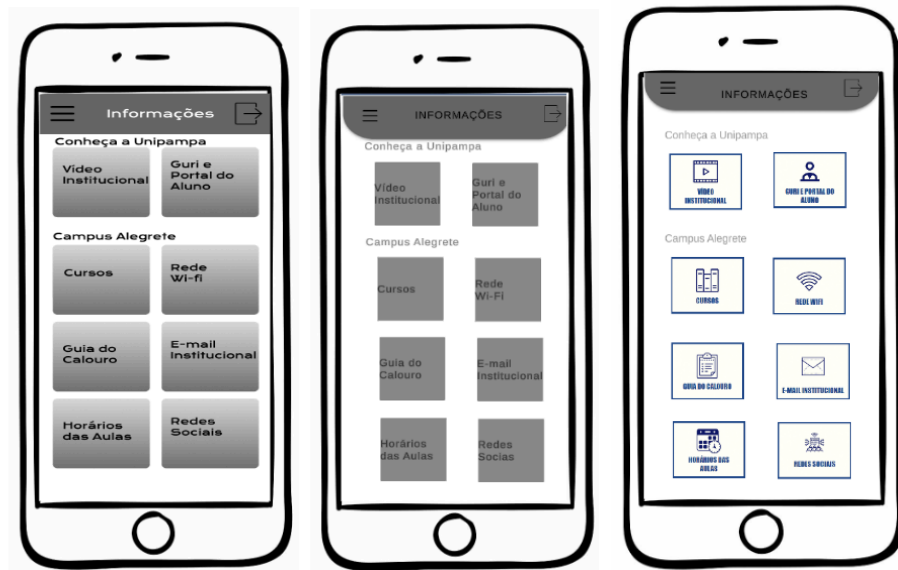 Informações
Conheça a Unipampa
Vídeo
Institucional
Guri e
Portal do
Aluno
Campus Alegrete
Cursos
Rede
Wi-fi
Guia do
Calouro
E-mail
Institucional
Horários
das Aulas
Redes
Sociais
INFORMAÇÕES
Conheça a Unipampa
Vídeo
Institucional
Guri e
Portal do
Aluno
Campus Alegrete
Cursos
Rede
Wi-Fi
Guia do
Calouro
E-mail
Institucional
Horários
das Aulas
Redes
Socias
INFORMAÇÕES
Conheça a Unipampa
VÍDEO
INSTITUCIONAL
GURI E PORTAL DO
ALUNO
Campus Alegrete
CURSOS
REDE WIFI
GUIA DO CALOURO
E-MAIL INSTITUCIONAL
HORÁRIOS DAS
AULAS
REDES SOCIAIS